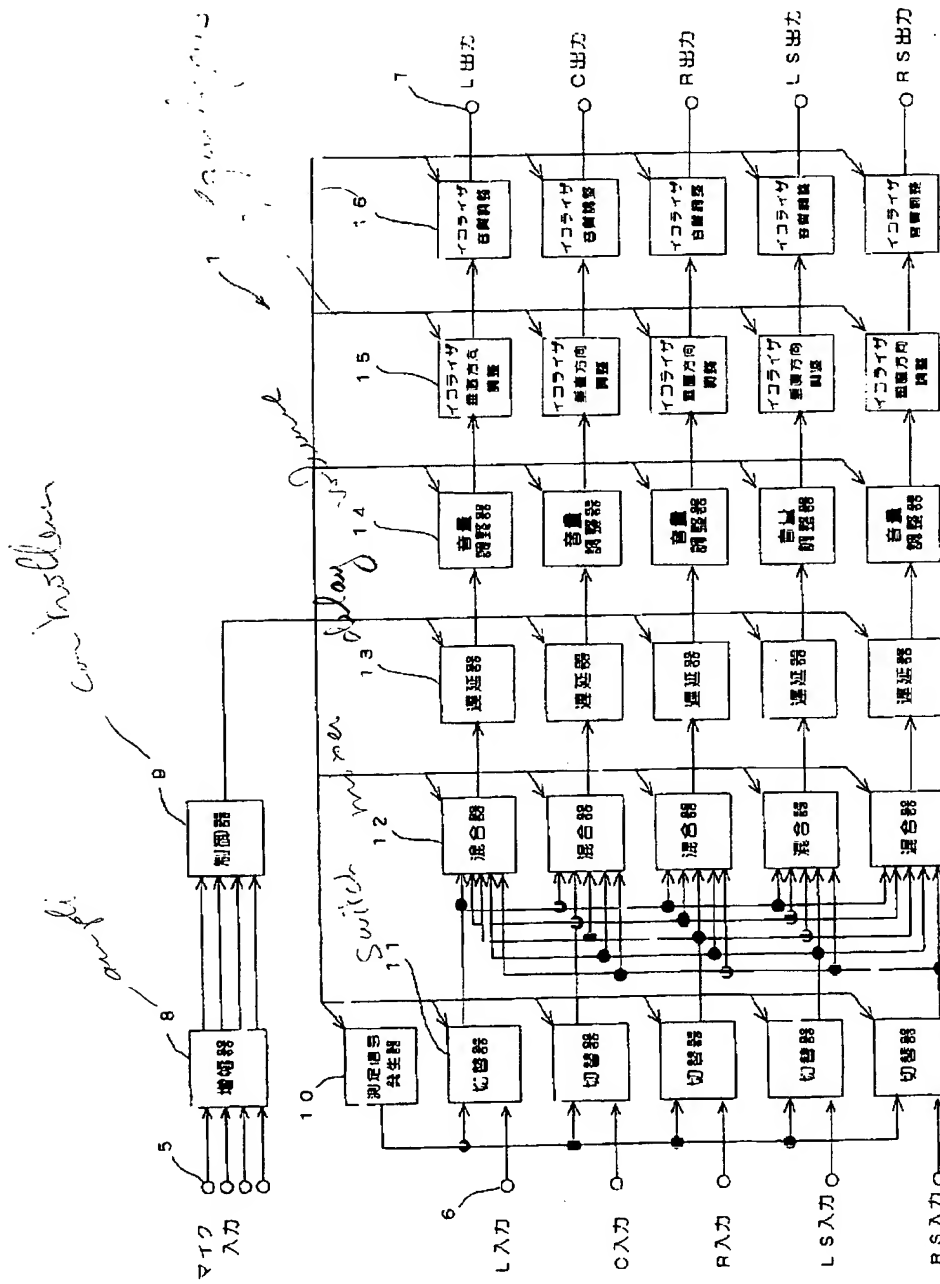 amp
controller
8
9
5
マイク
入力
増幅器
制御器
1
10
測定信号
発生器
Switch
mixer
delay
11
12
13
14
15
16
7
6
L入力
切替器
混合器
遅延器
音量
調整器
イコライザ
垂直方向
調整
イコライザ
音質調整
L出力
C入力
切替器
混合器
遅延器
音量
調整器
イコライザ
垂直方向
調整
イコライザ
音質調整
C出力
R入力
切替器
混合器
遅延器
音量
調整器
イコライザ
垂直方向
調整
イコライザ
音質調整
R出力
LS入力
切替器
混合器
遅延器
音量
調整器
イコライザ
垂直方向
調整
イコライザ
音質調整
LS出力
RS入力
切替器
混合器
遅延器
音量
調整器
イコライザ
垂直方向
調整
イコライザ
音質調整
RS出力